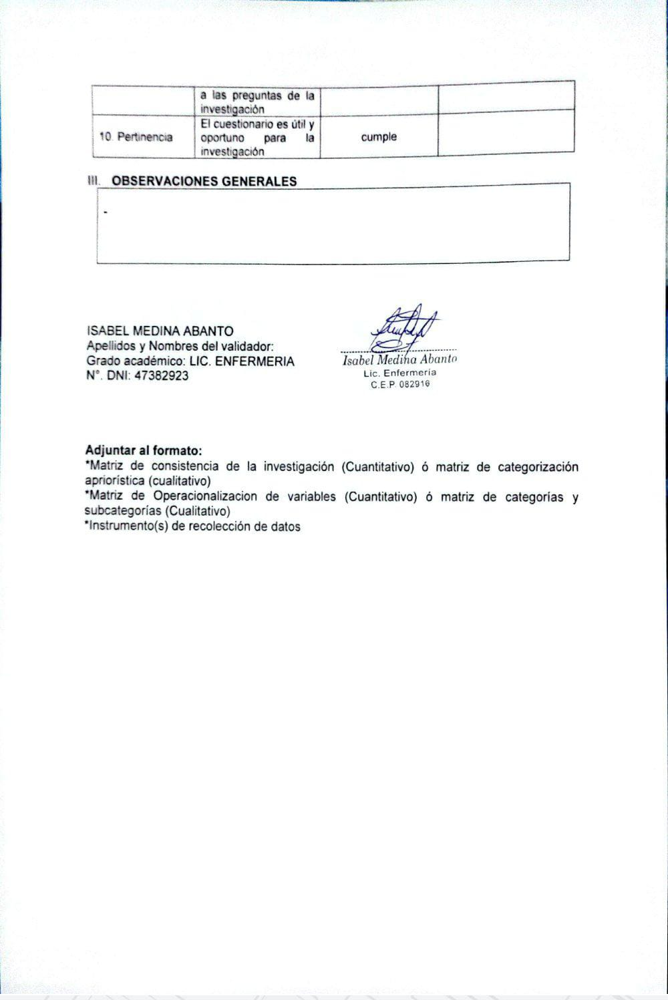 a las preguntas de la
investigación
10. Pertinencia
El cuestionario es útil y
oportuno para la
investigación
cumple
III. OBSERVACIONES GENERALES
-
ISABEL MEDINA ABANTO
Apellidos y Nombres del validador:
Grado académico: LIC. ENFERMERIA
N°. DNI: 47382923
Isabel Medina Abanto
Lic. Enfermería
C.E.P. 082916
Adjuntar al formato:
*Matriz de consistencia de la investigación (Cuantitativo) ó matriz de categorización
apriorística (cualitativo)
*Matriz de Operacionalizacion de variables (Cuantitativo) ó matriz de categorías y
subcategorías (Cualitativo)
*Instrumento(s) de recolección de datos